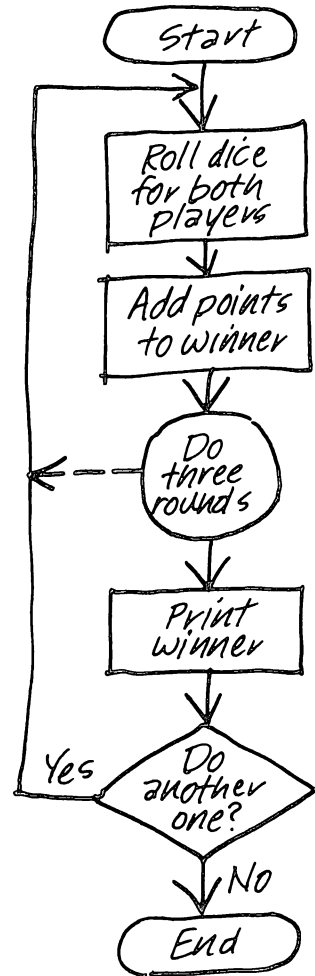 Start
Roll dice
for both
players
Add points
to winner
Do
three
rounds
Print
winner
Do
another
one?
Yes
No
End